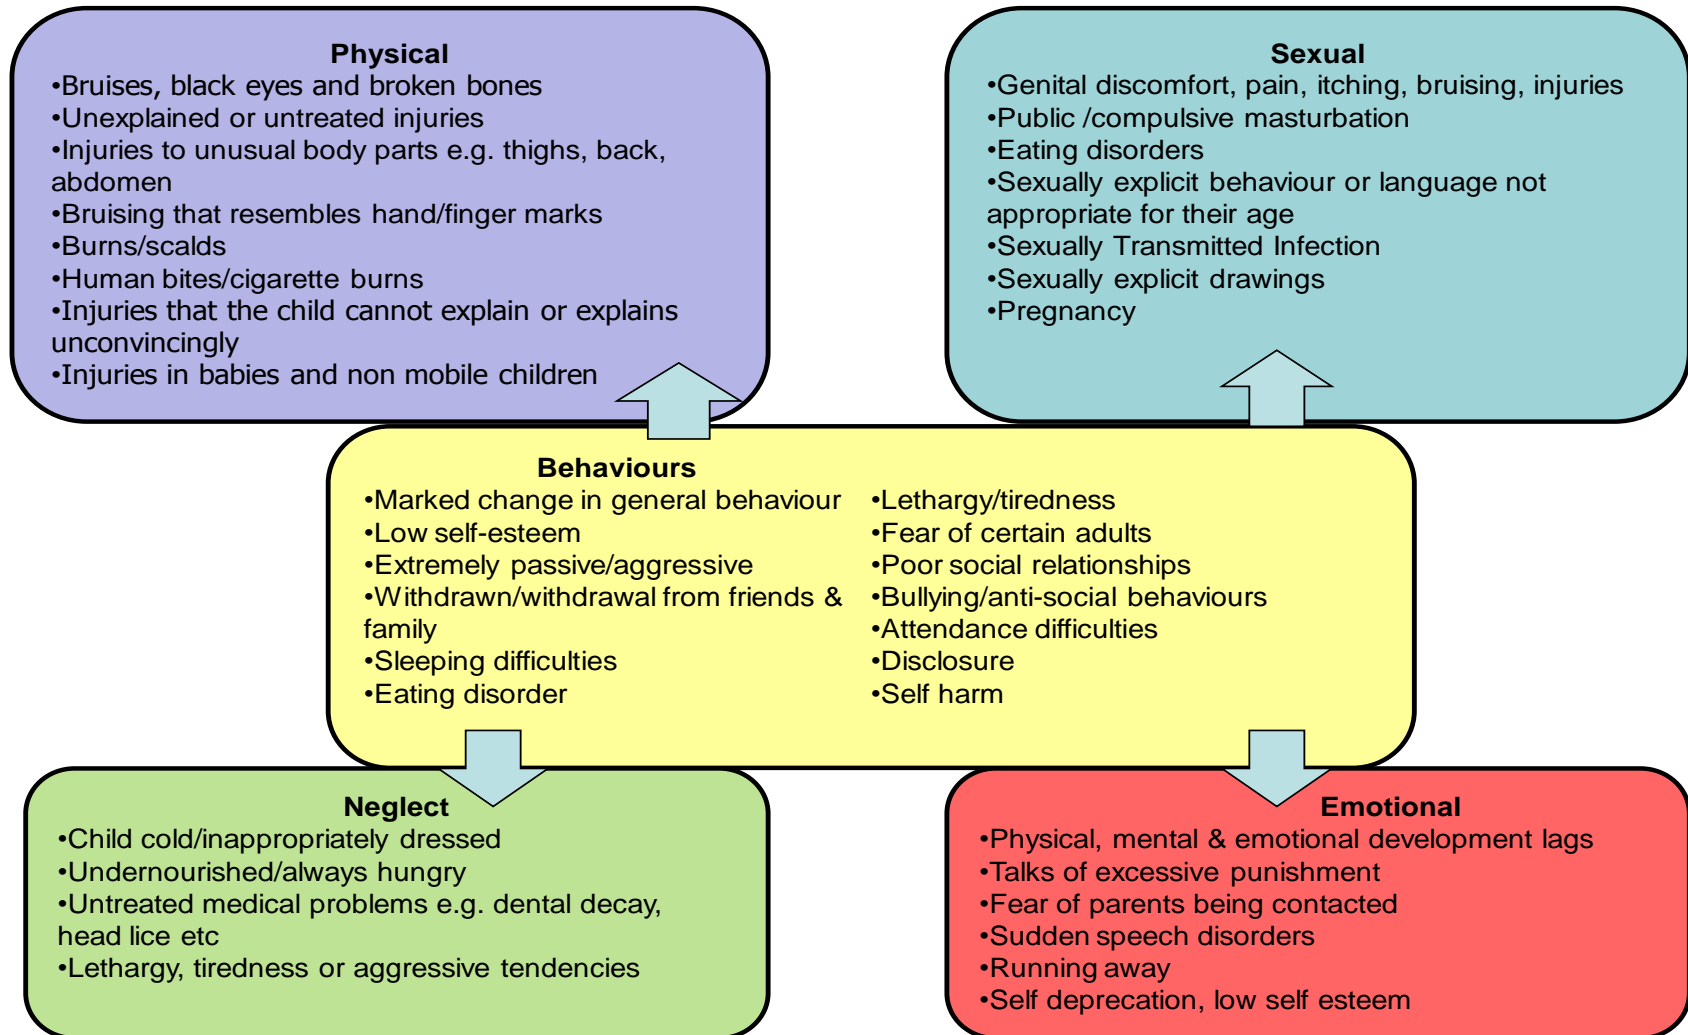 Physical
•Bruises, black eyes and broken bones
•Unexplained or untreated injuries
•Injuries to unusual body parts e.g. thighs, back,
abdomen
•Bruising that resembles hand/finger marks
•Burns/scalds
•Human bites/cigarette burns
•Injuries that the child cannot explain or explains
unconvincingly
•Injuries in babies and non mobile children
Sexual
•Genital discomfort, pain, itching, bruising, injuries
•Public /compulsive masturbation
•Eating disorders
•Sexually explicit behaviour or language not
appropriate for their age
•Sexually Transmitted Infection
•Sexually explicit drawings
•Pregnancy
Behaviours
•Marked change in general behaviour
•Low self-esteem
•Extremely passive/aggressive
•Withdrawn/withdrawal from friends &
family
•Sleeping difficulties
•Eating disorder
•Lethargy/tiredness
•Fear of certain adults
•Poor social relationships
•Bullying/anti-social behaviours
•Attendance difficulties
•Disclosure
•Self harm
Neglect
•Child cold/inappropriately dressed
•Undernourished/always hungry
•Untreated medical problems e.g. dental decay,
head lice etc
•Lethargy, tiredness or aggressive tendencies
Emotional
•Physical, mental & emotional development lags
•Talks of excessive punishment
•Fear of parents being contacted
•Sudden speech disorders
•Running away
•Self deprecation, low self esteem